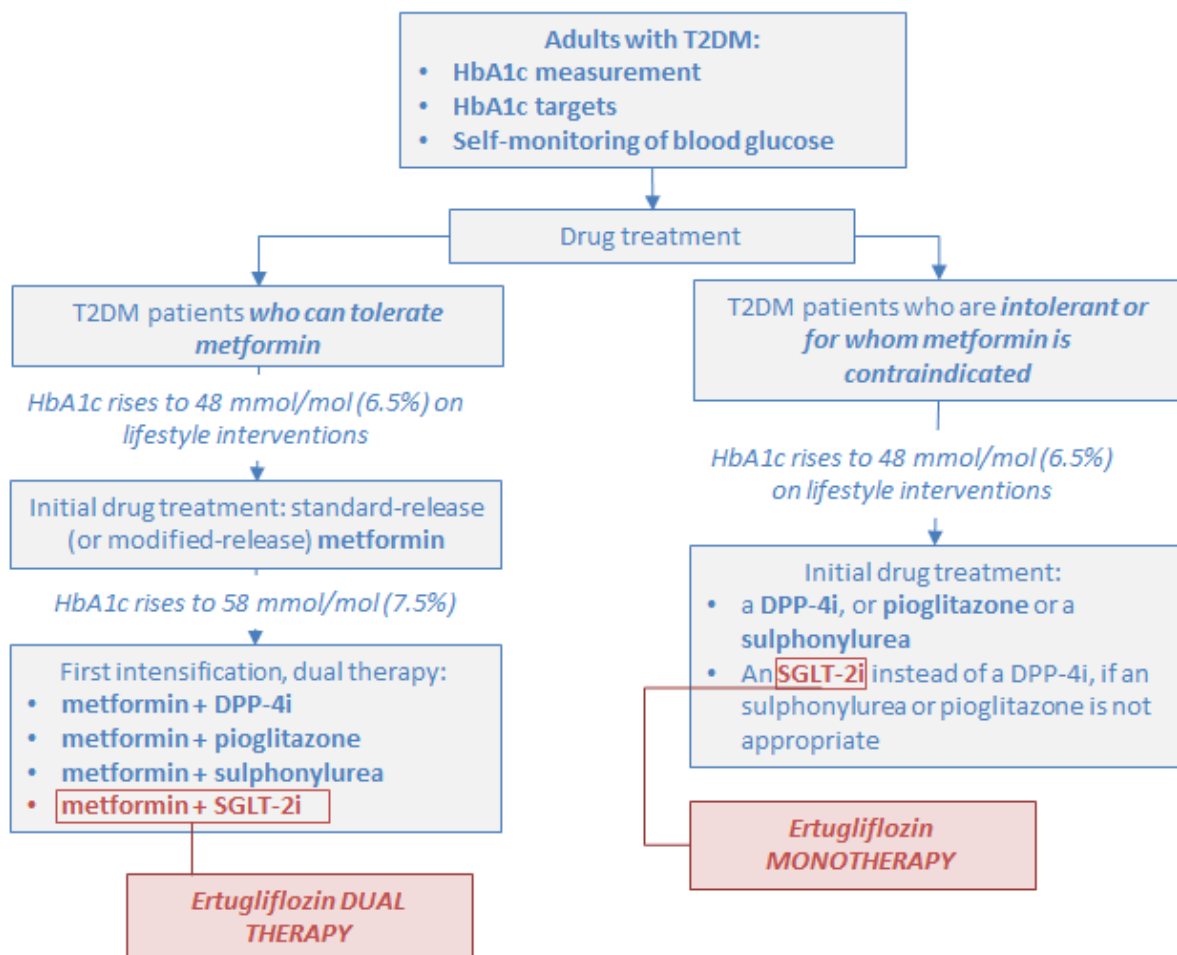 Adults with T2DM:
• HbA1c measurement
• HbA1c targets
• Self-monitoring of blood glucose
Drug treatment
T2DM patients who can tolerate
metformin
HbA1c rises to 48 mmol/mol (6.5%) on
lifestyle interventions
Initial drug treatment: standard-release
(or modified-release) metformin
HbA1c rises to 58 mmol/mol (7.5%)
First intensification, dual therapy:
• metformin + DPP-4i
• metformin + pioglitazone
• metformin + sulphonylurea
• metformin + SGLT-2i
Ertugliflozin DUAL
THERAPY
T2DM patients who are intolerant or
for whom metformin is
contraindicated
HbA1c rises to 48 mmol/mol (6.5%)
on lifestyle interventions
Initial drug treatment:
• a DPP-4i, or pioglitazone or a
sulphonylurea
• An SGLT-2i instead of a DPP-4i, if an
sulphonylurea or pioglitazone is not
appropriate
Ertugliflozin
MONOTHERAPY